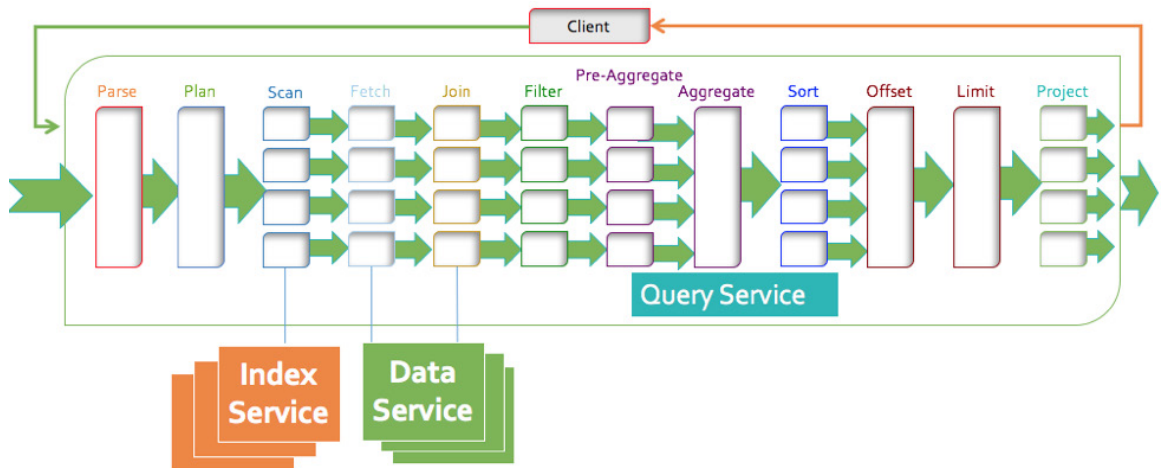 Client
Pre-Aggregate
Parse Plan Scan Fetch Join Filter Aggregate Sort Offset Limit Project
Query Service
Index
Service
Data
Service